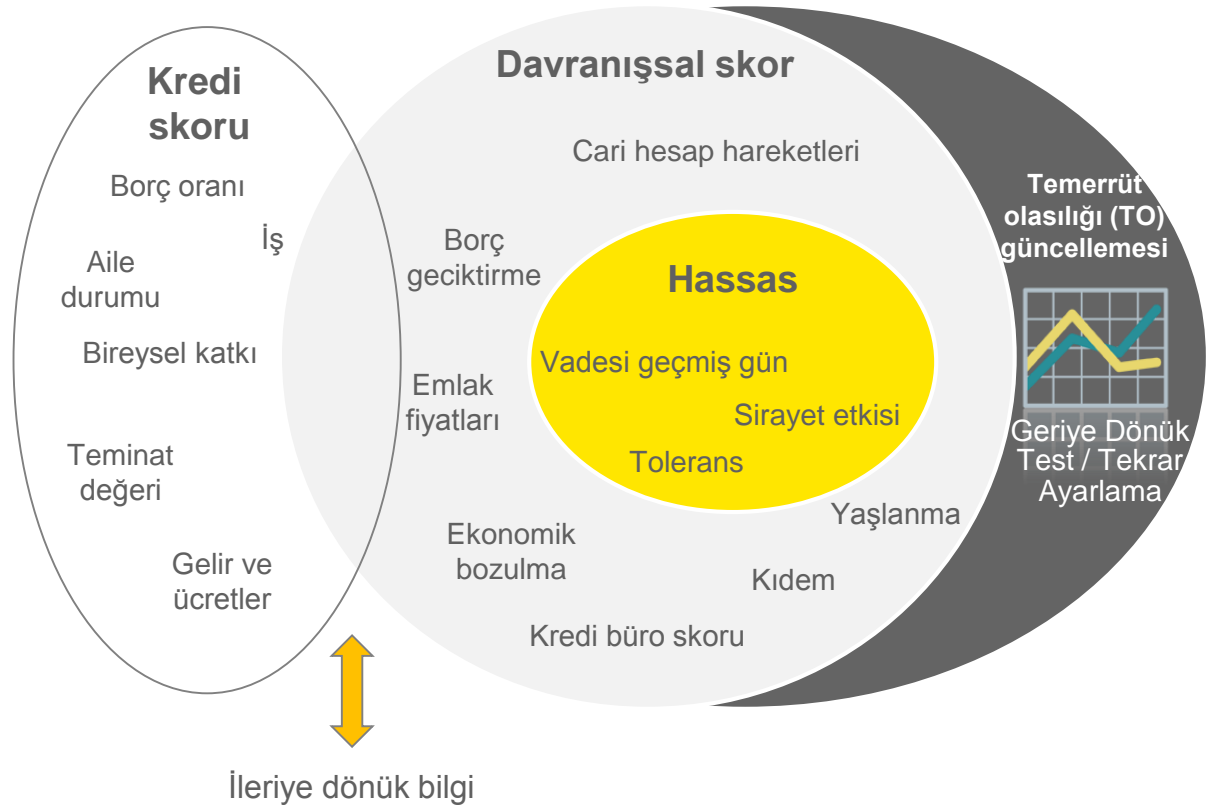 Kredi
skoru
Borç oranı
İş
Aile
durumu
Bireysel katkı
Teminat
değeri
Gelir ve
ücretler
Davranışsal skor
Cari hesap hareketleri
Borç
geciktirme
Emlak
fiyatları
Hassas
Vadesi geçmiş gün
Sirayet etkisi
Tolerans
Yaşlanma
Ekonomik
bozulma
Kıdem
Kredi büro skoru
Temerrüt
olasılığı (TO)
güncellemesi
Geriye Dönük
Test / Tekrar
Ayarlama
İleriye dönük bilgi